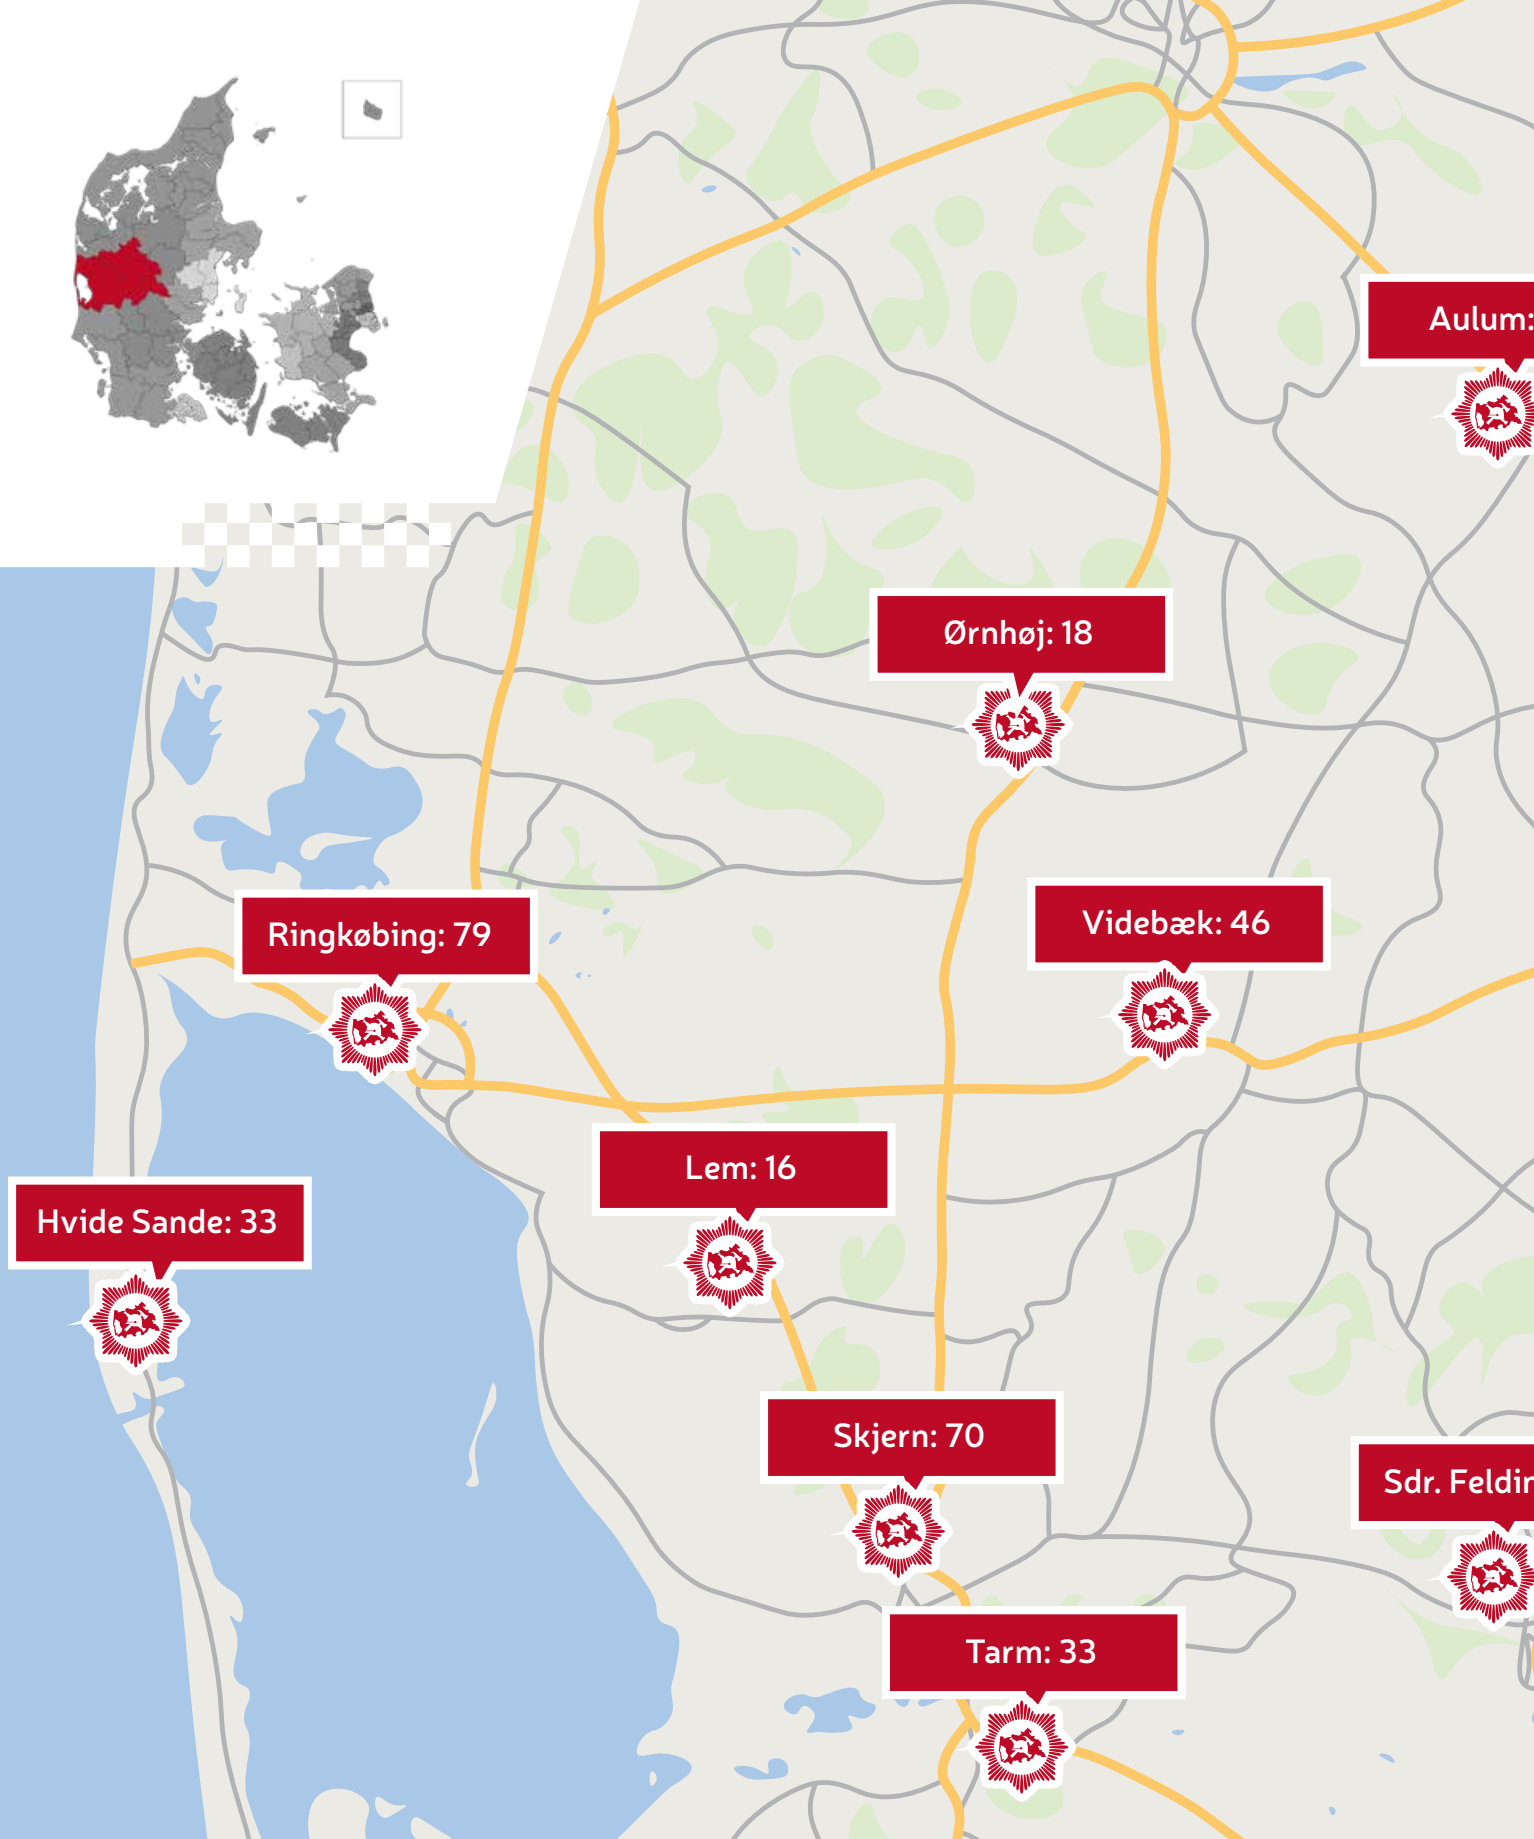 Aulum:
Ørnhøj: 18
Ringkøbing: 79
Videbæk: 46
Lem: 16
Hvide Sande: 33
Skjern: 70
Sdr. Feldin
Tarm: 33